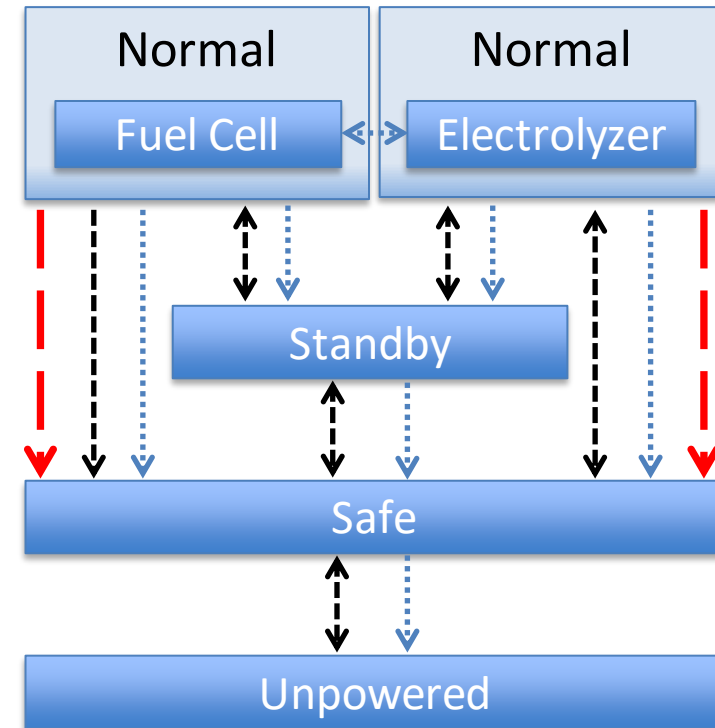 Normal
Normal
Fuel Cell
Electrolyzer
Standby
Safe
Unpowered